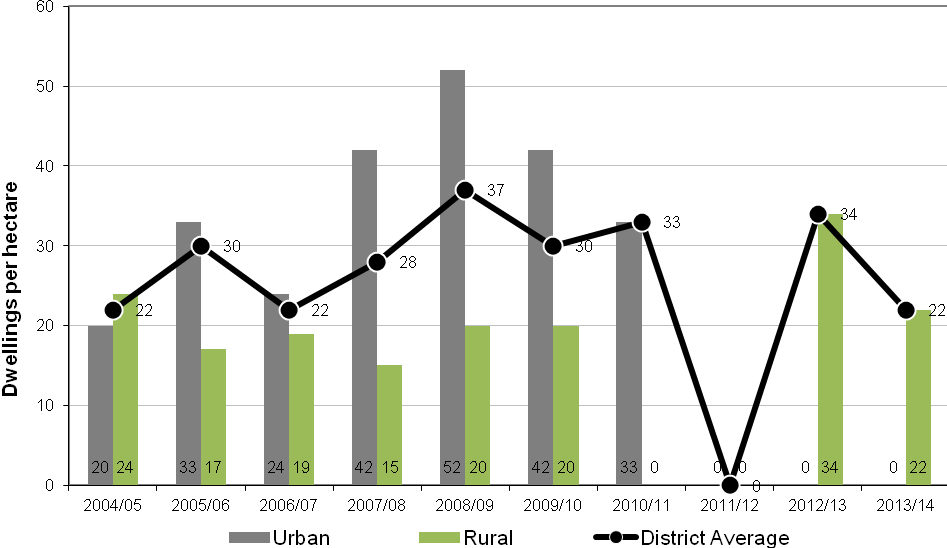 60
50
40
30
20
10
0
Dwellings per hectare
22 30 22 28 37 30 33 0 34 22
20 24 33 17 24 19 42 15 52 20 42 20 33 0 0 0 0 34 0 22
2004/05 2005/06 2006/07 2007/08 2008/09 2009/10 2010/11 2011/12 2012/13 2013/14
Urban Rural District Average